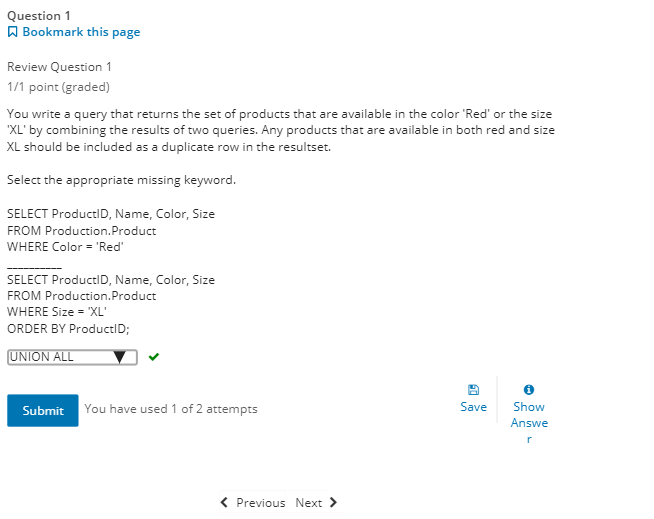 Question 1
Bookmark this page
Review Question 1
1/1 point (graded)
You write a query that returns the set of products that are available in the color 'Red' or the size
'XL' by combining the results of two queries. Any products that are available in both red and size
XL should be included as a duplicate row in the resultset.
Select the appropriate missing keyword.
SELECT ProductID, Name, Color, Size
FROM Production.Product
WHERE Color = 'Red'
__________
SELECT ProductID, Name, Color, Size
FROM Production.Product
WHERE Size = 'XL'
ORDER BY ProductID;
UNION ALL
Submit
You have used 1 of 2 attempts
Save
Show
Answe
r
Previous Next